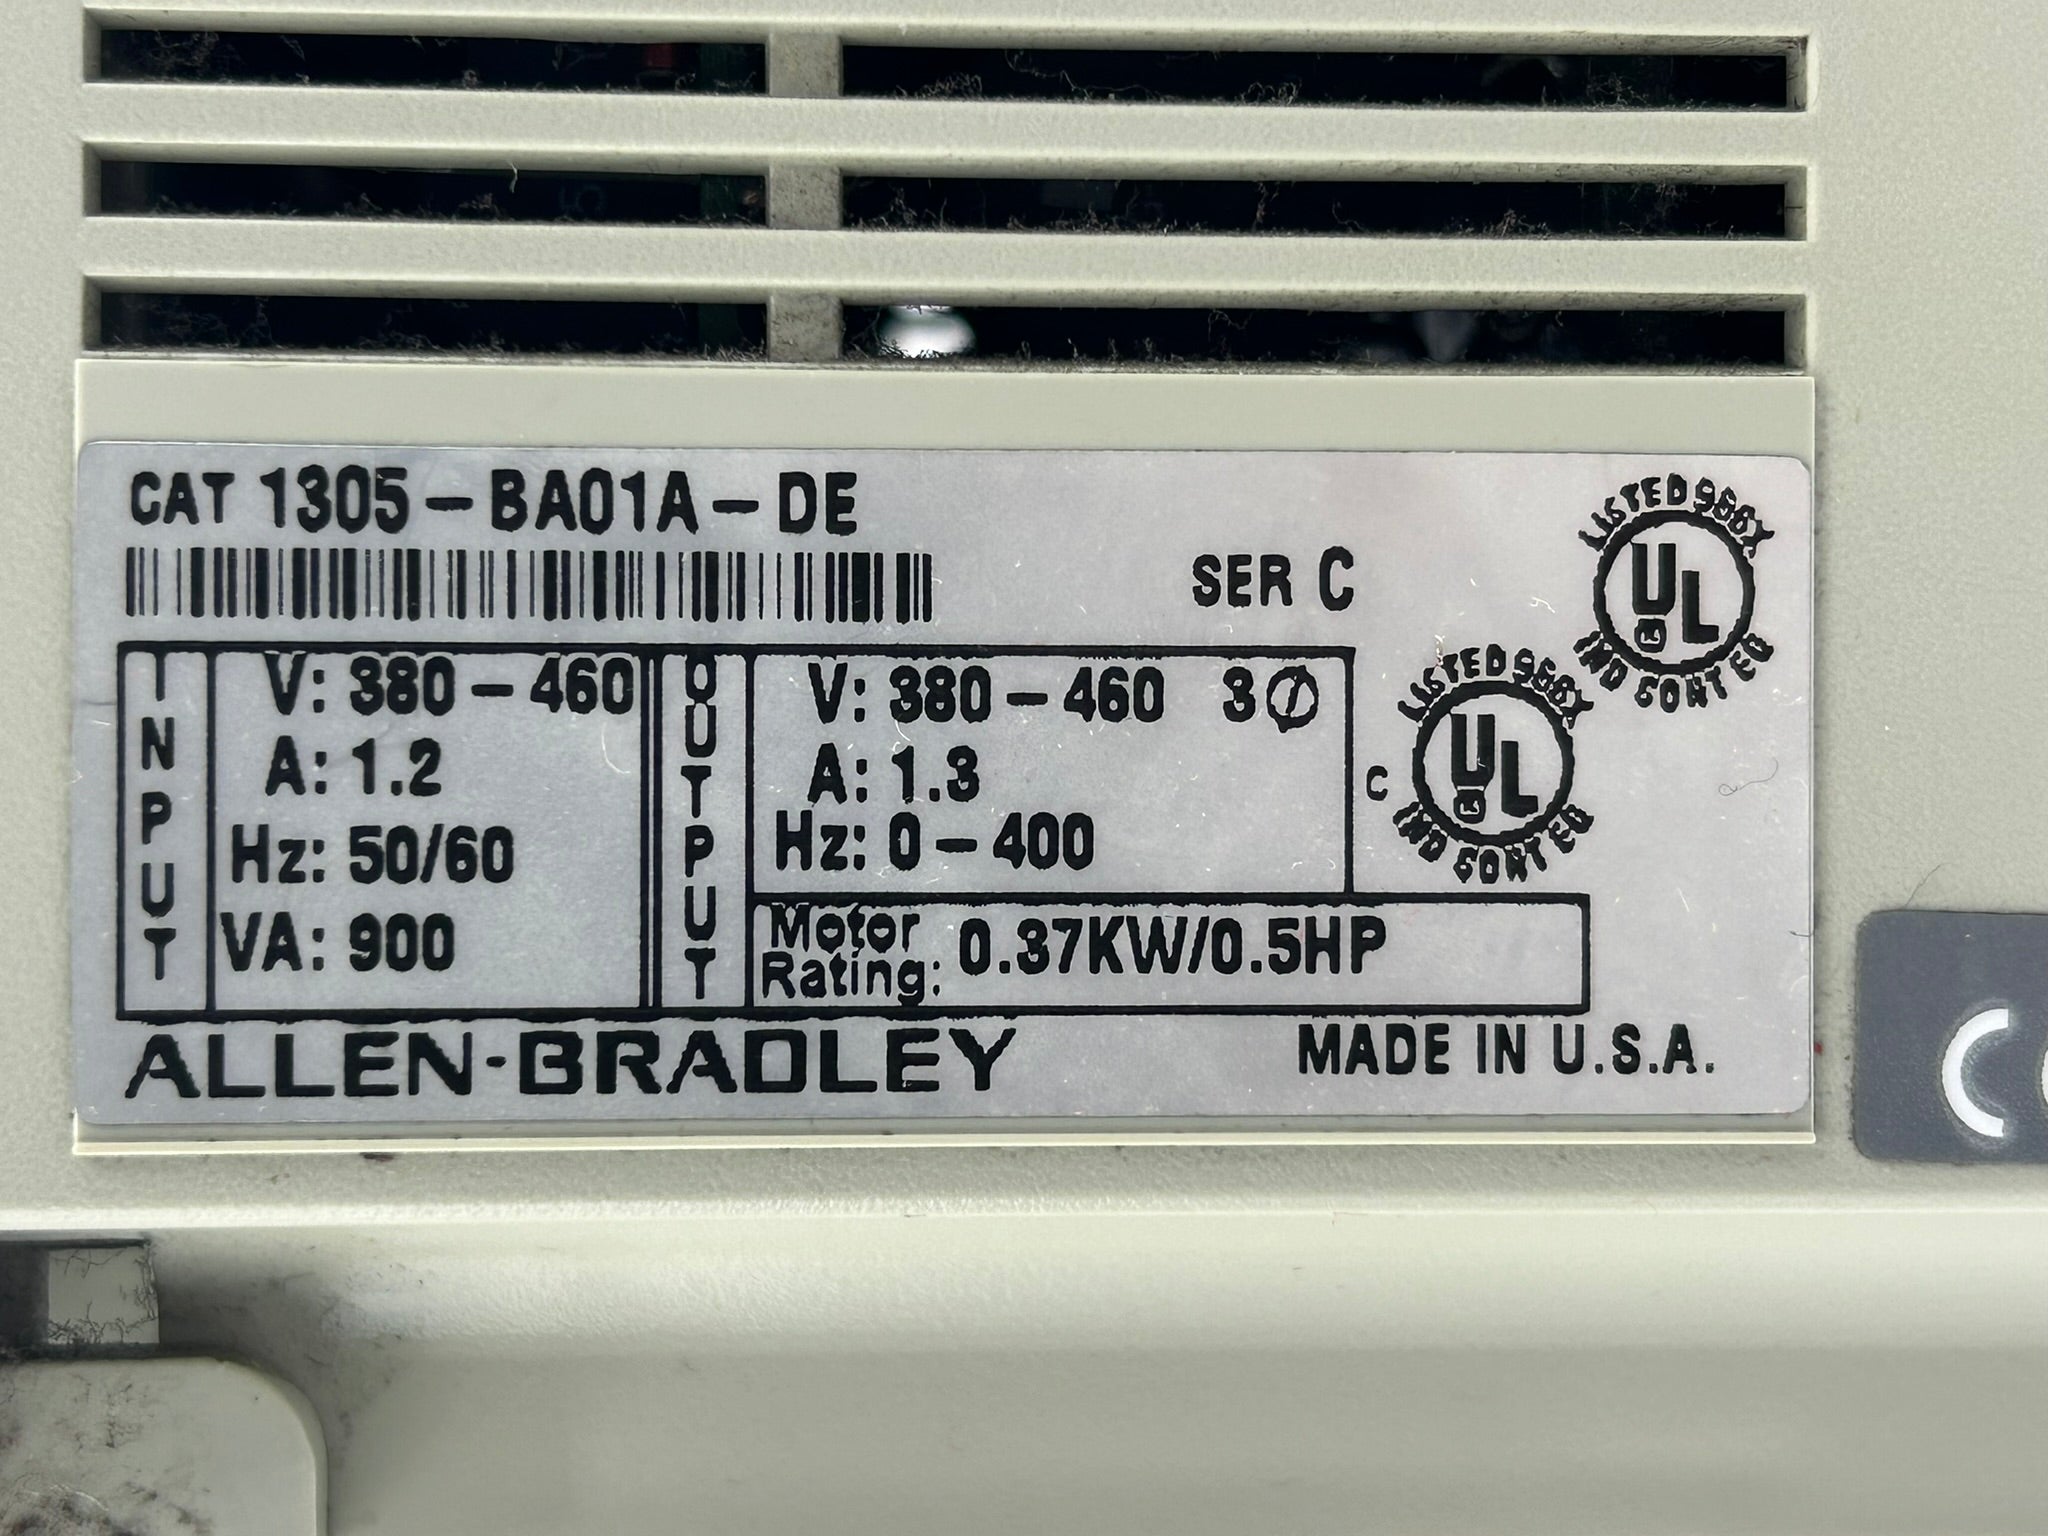 CAT 1305-BA01A-DE
SER C
LISTED 966X
UL
IND CONT EQ
LISTED 966X
C UL
IND CONT EQ
INPUT
V: 380-460
A: 1.2
Hz: 50/60
VA: 900
OUTPUT
V: 380-460 3Ø
A: 1.3
Hz: 0-400
Motor Rating: 0.37KW/0.5HP
ALLEN-BRADLEY
MADE IN U.S.A.